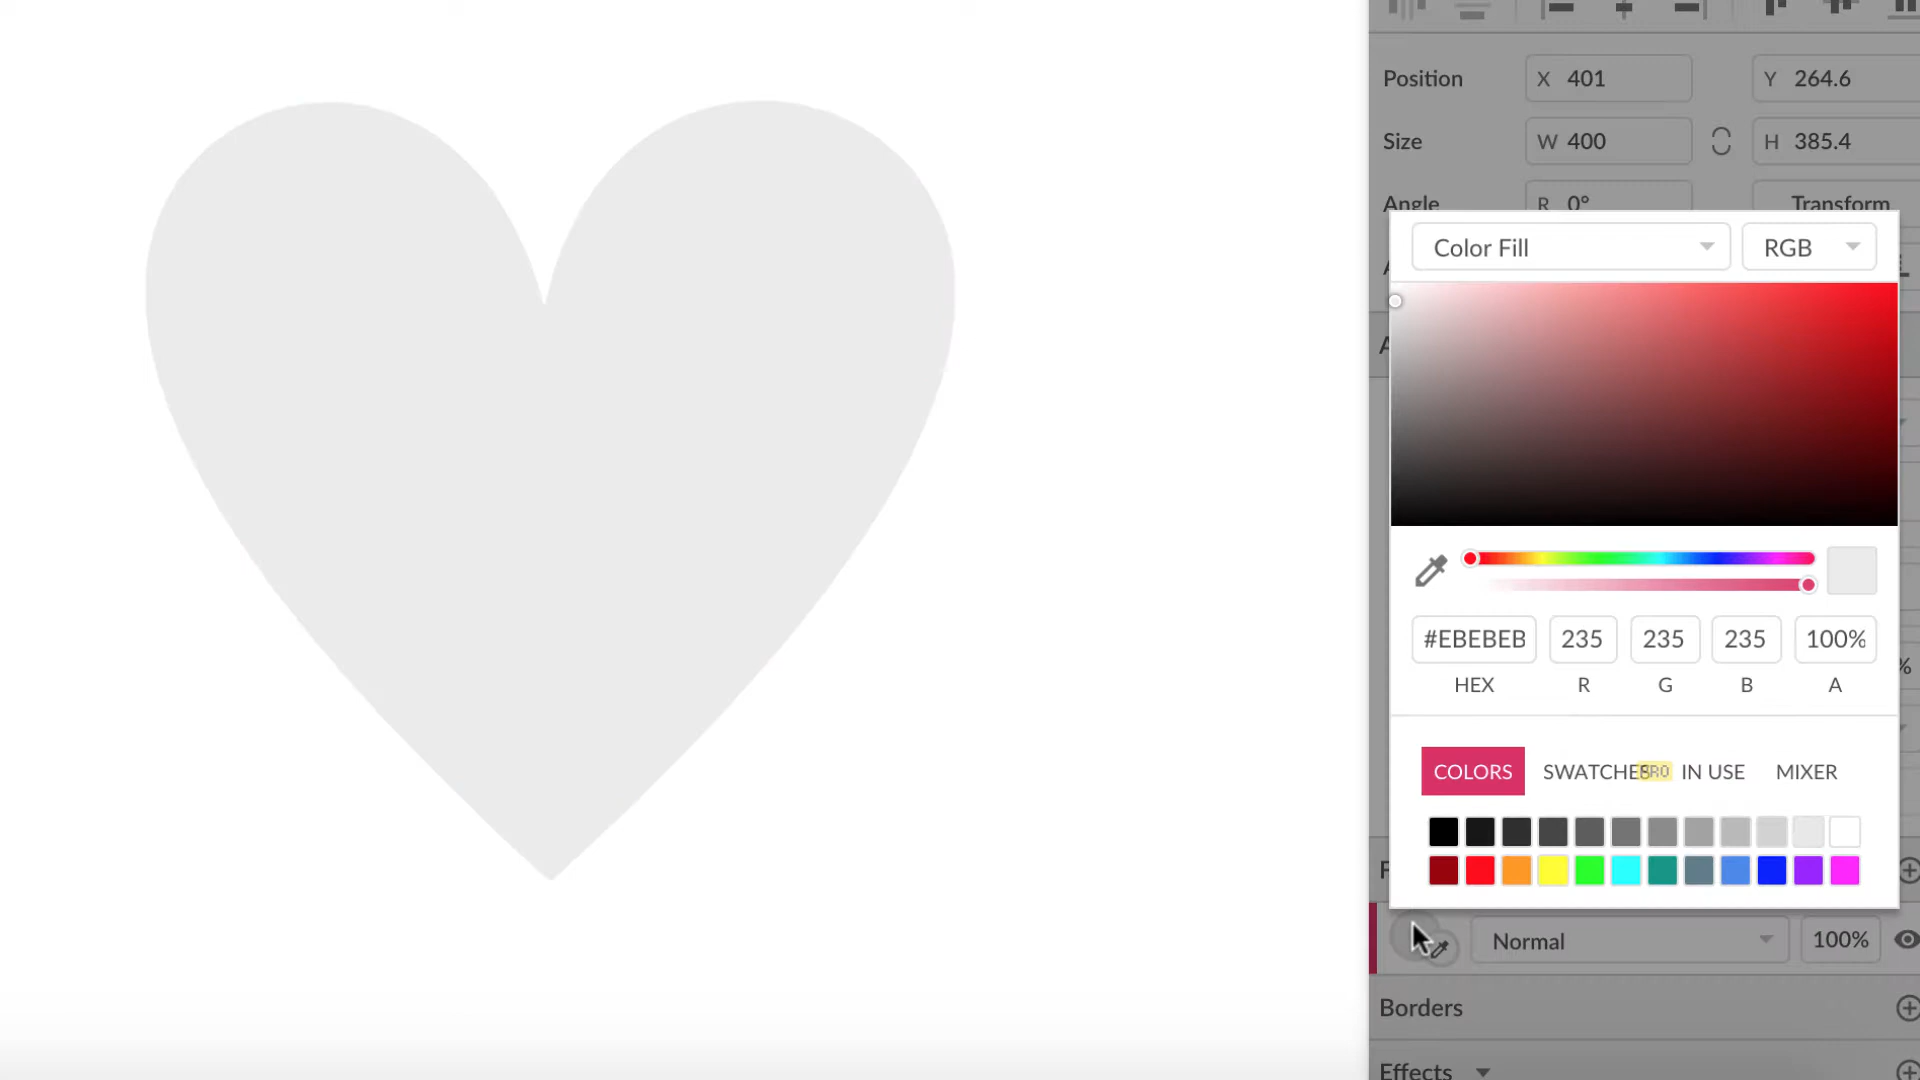 Position X 401 Y 264.6
Size W 400 H 385.4
Angle R 0° Transform
Color Fill RGB
#EBEBEB 235 235 235 100%
HEX R G B A
COLORS SWATCHES PRO IN USE MIXER
Normal 100%
Borders
Effects